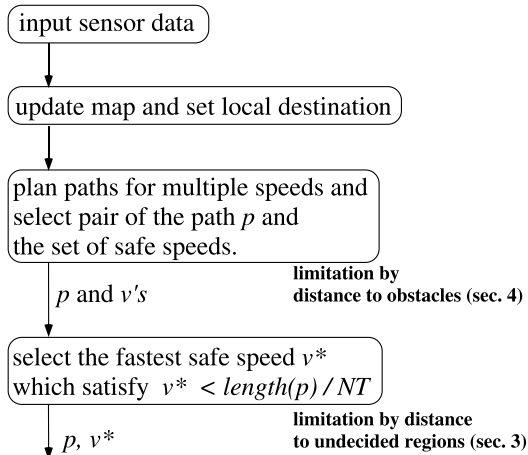 input sensor data
update map and set local destination
plan paths for multiple speeds and
select pair of the path p and
the set of safe speeds.
limitation by
distance to obstacles (sec. 4)
p and v's
select the fastest safe speed v*
which satisfy v* < length(p) / NT
limitation by distance
to undecided regions (sec. 3)
p, v*